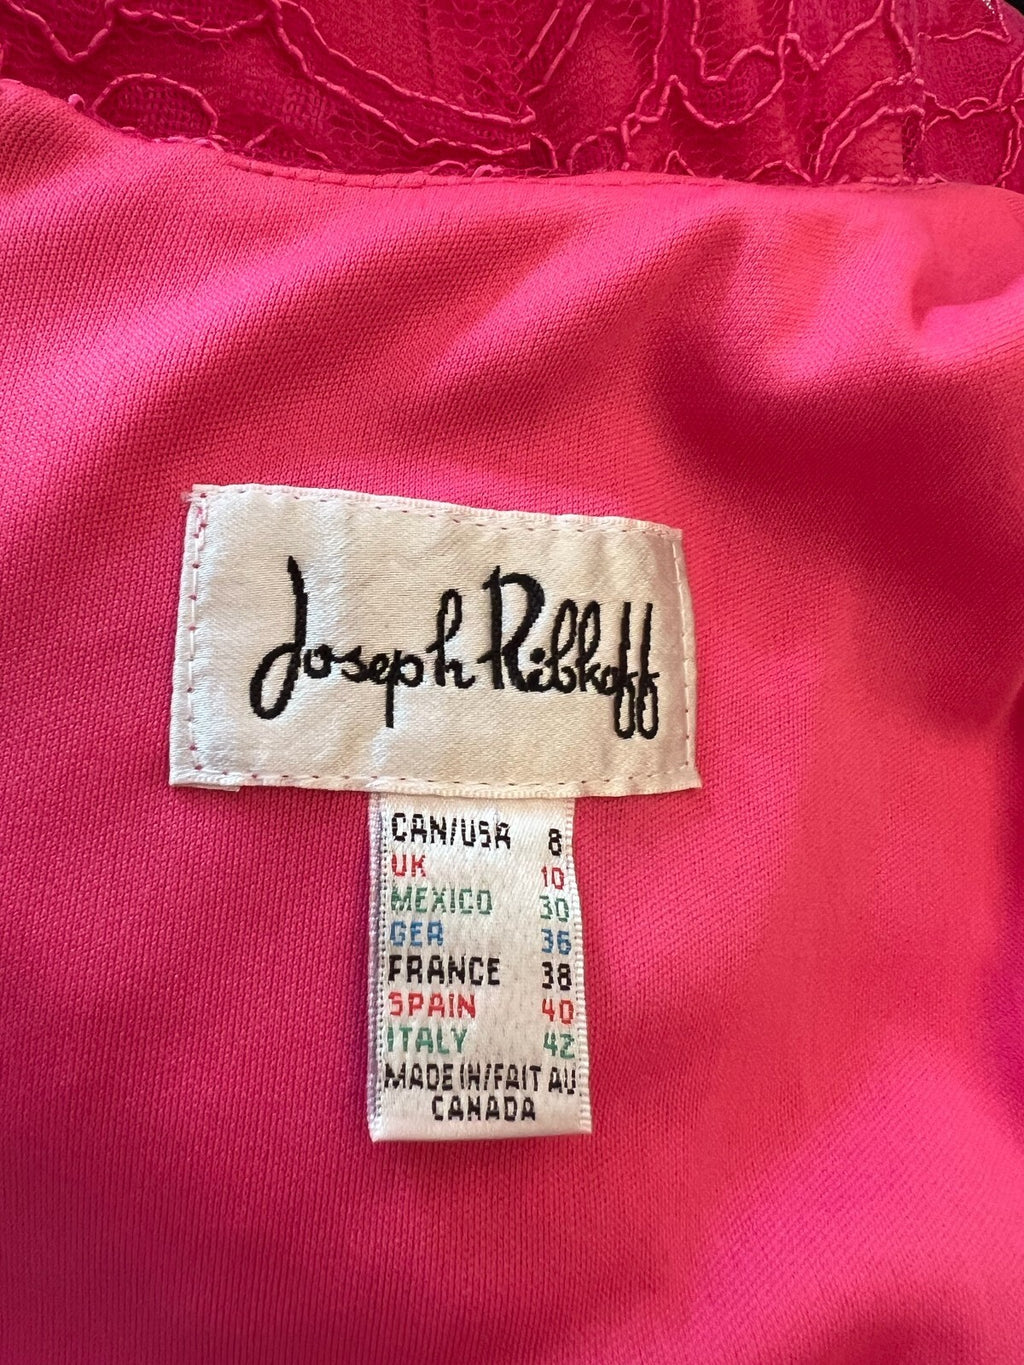 Joseph Ribkoff
CAN/USA 8
UK 10
MEXICO 30
GER 36
FRANCE 38
SPAIN 40
ITALY 42
MADE IN/FAIT AU
CANADA